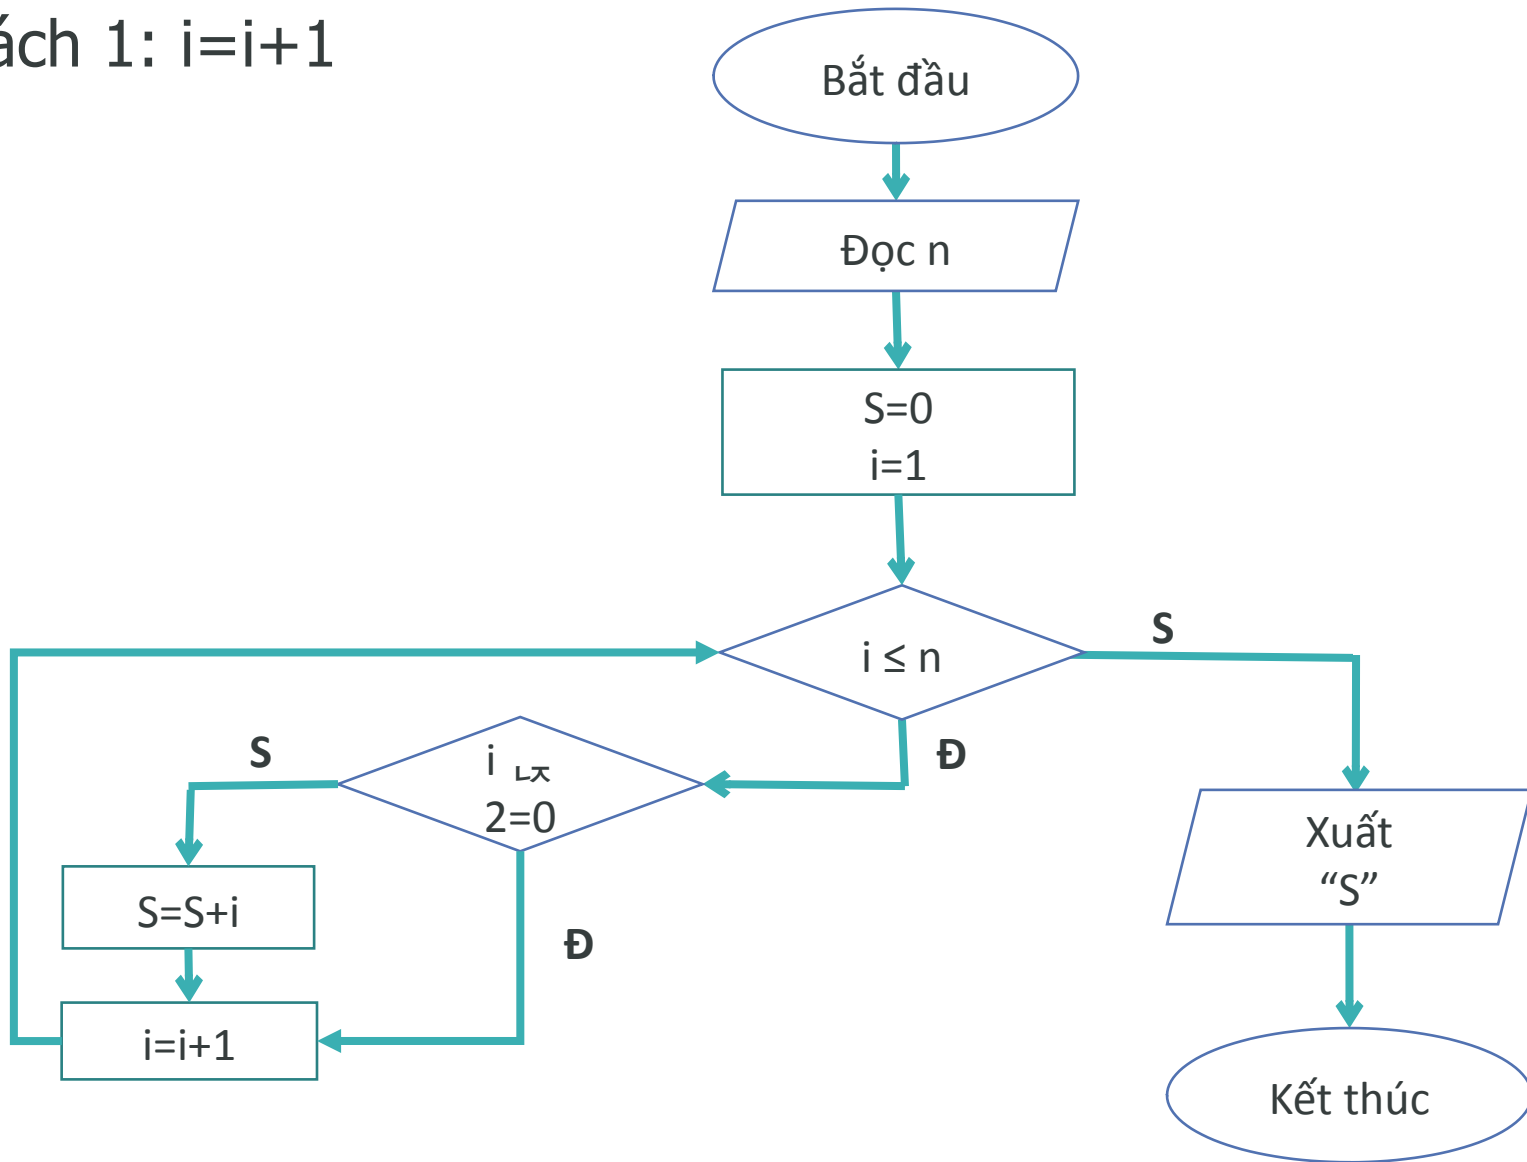 ách 1: i=i+1
Bắt đầu
Đọc n
S=0
i=1
i ≤ n
S
Đ
i
2=0
S
Đ
S=S+i
i=i+1
Xuất
“S”
Kết thúc